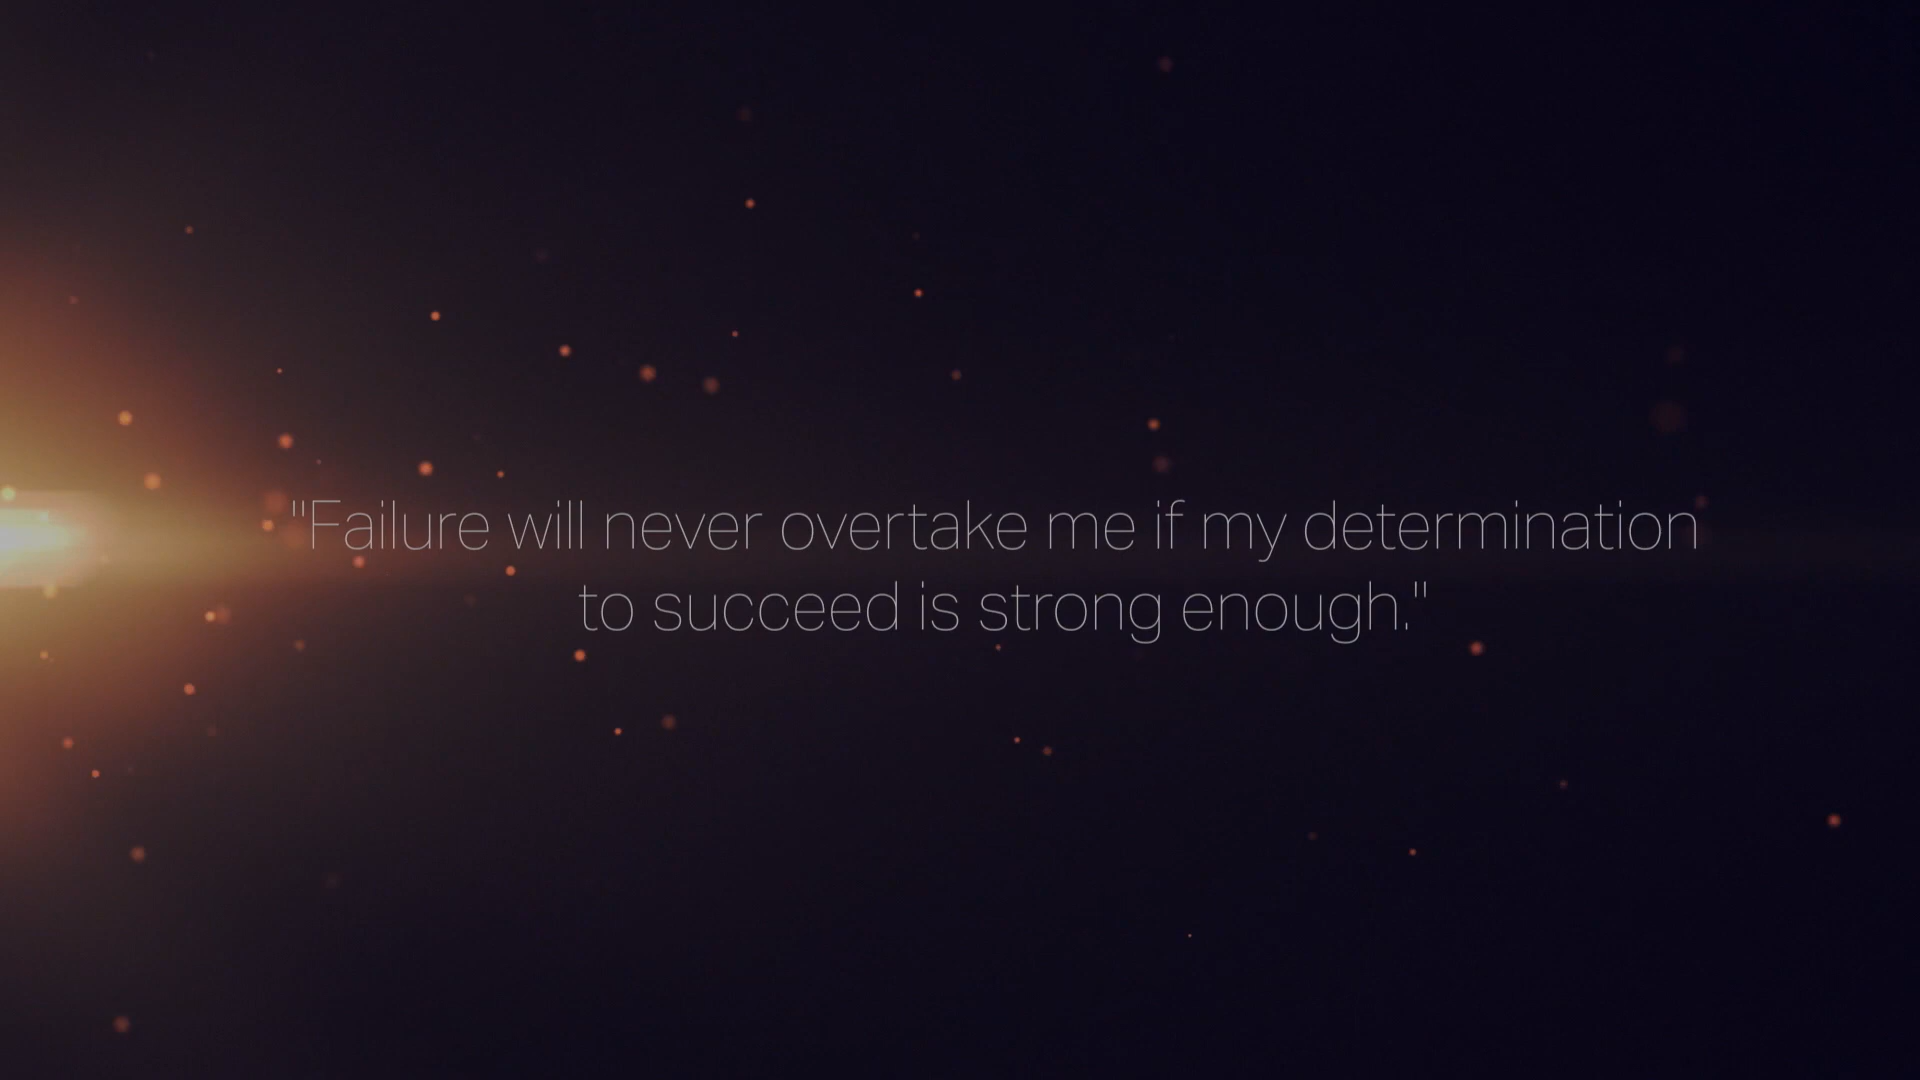 "Failure will never overtake me if my determination
to succeed is strong enough."